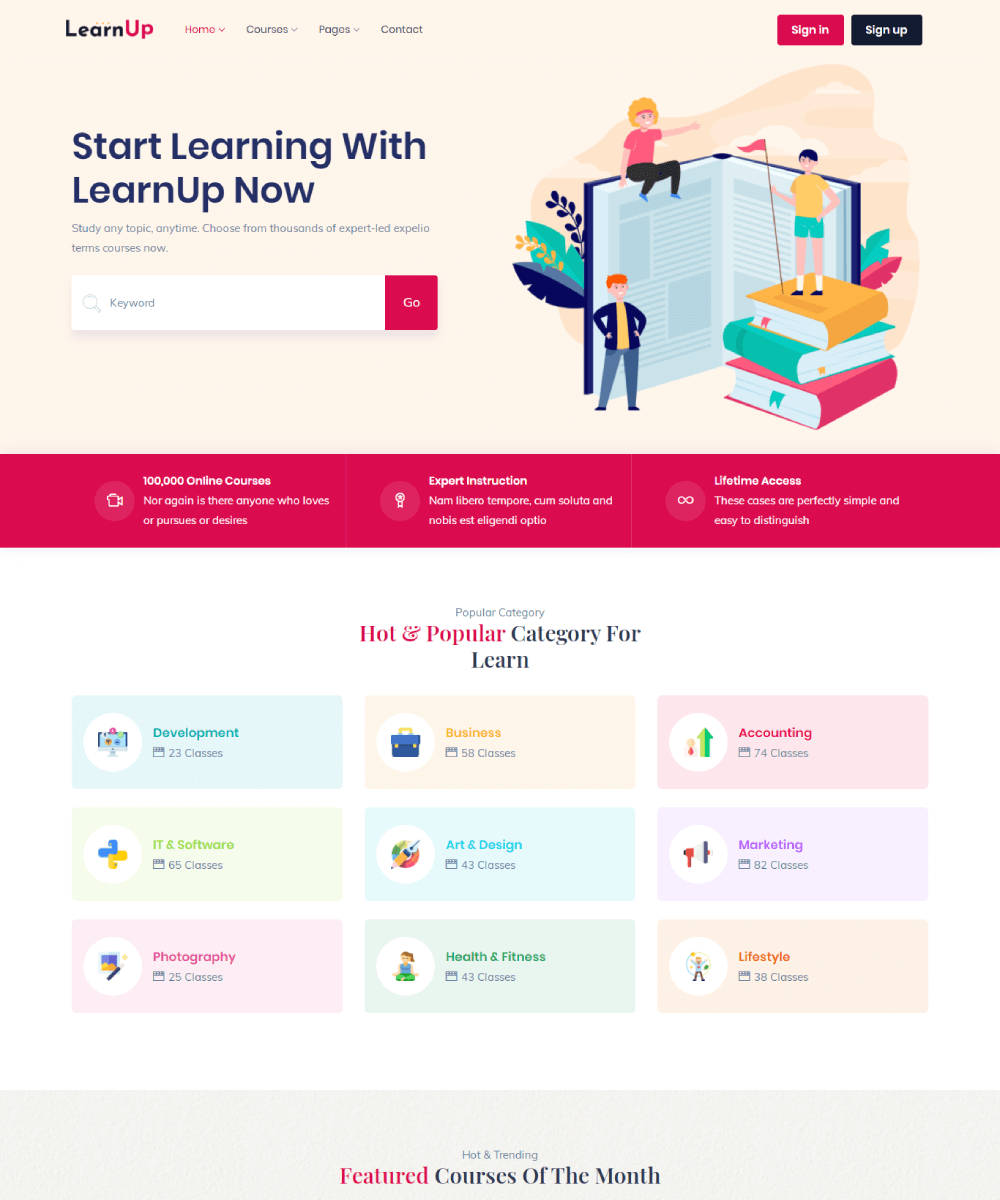 LearnUp
Home Courses Pages Contact
Sign in
Sign up
Start Learning With
LearnUp Now
Study any topic, anytime. Choose from thousands of expert-led expelio
terms courses now.
Keyword
Go
100,000 Online Courses
Nor again is there anyone who loves
or pursues or desires
Expert Instruction
Nam libero tempore, cum soluta and
nobis est eligendi optio
Lifetime Access
These cases are perfectly simple and
easy to distinguish
Popular Category
Hot & Popular Category For
Learn
Development
23 Classes
Business
58 Classes
Accounting
74 Classes
IT & Software
65 Classes
Art & Design
43 Classes
Marketing
82 Classes
Photography
25 Classes
Health & Fitness
43 Classes
Lifestyle
38 Classes
Hot & Trending
Featured Courses Of The Month